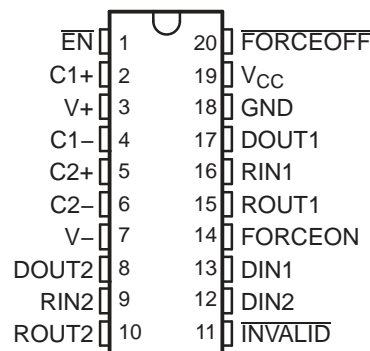 EN 1 20 FORCEOFF
C1+ 2 19 VCC
V+ 3 18 GND
C1− 4 17 DOUT1
C2+ 5 16 RIN1
C2− 6 15 ROUT1
V− 7 14 FORCEON
DOUT2 8 13 DIN1
RIN2 9 12 DIN2
ROUT2 10 11 INVALID